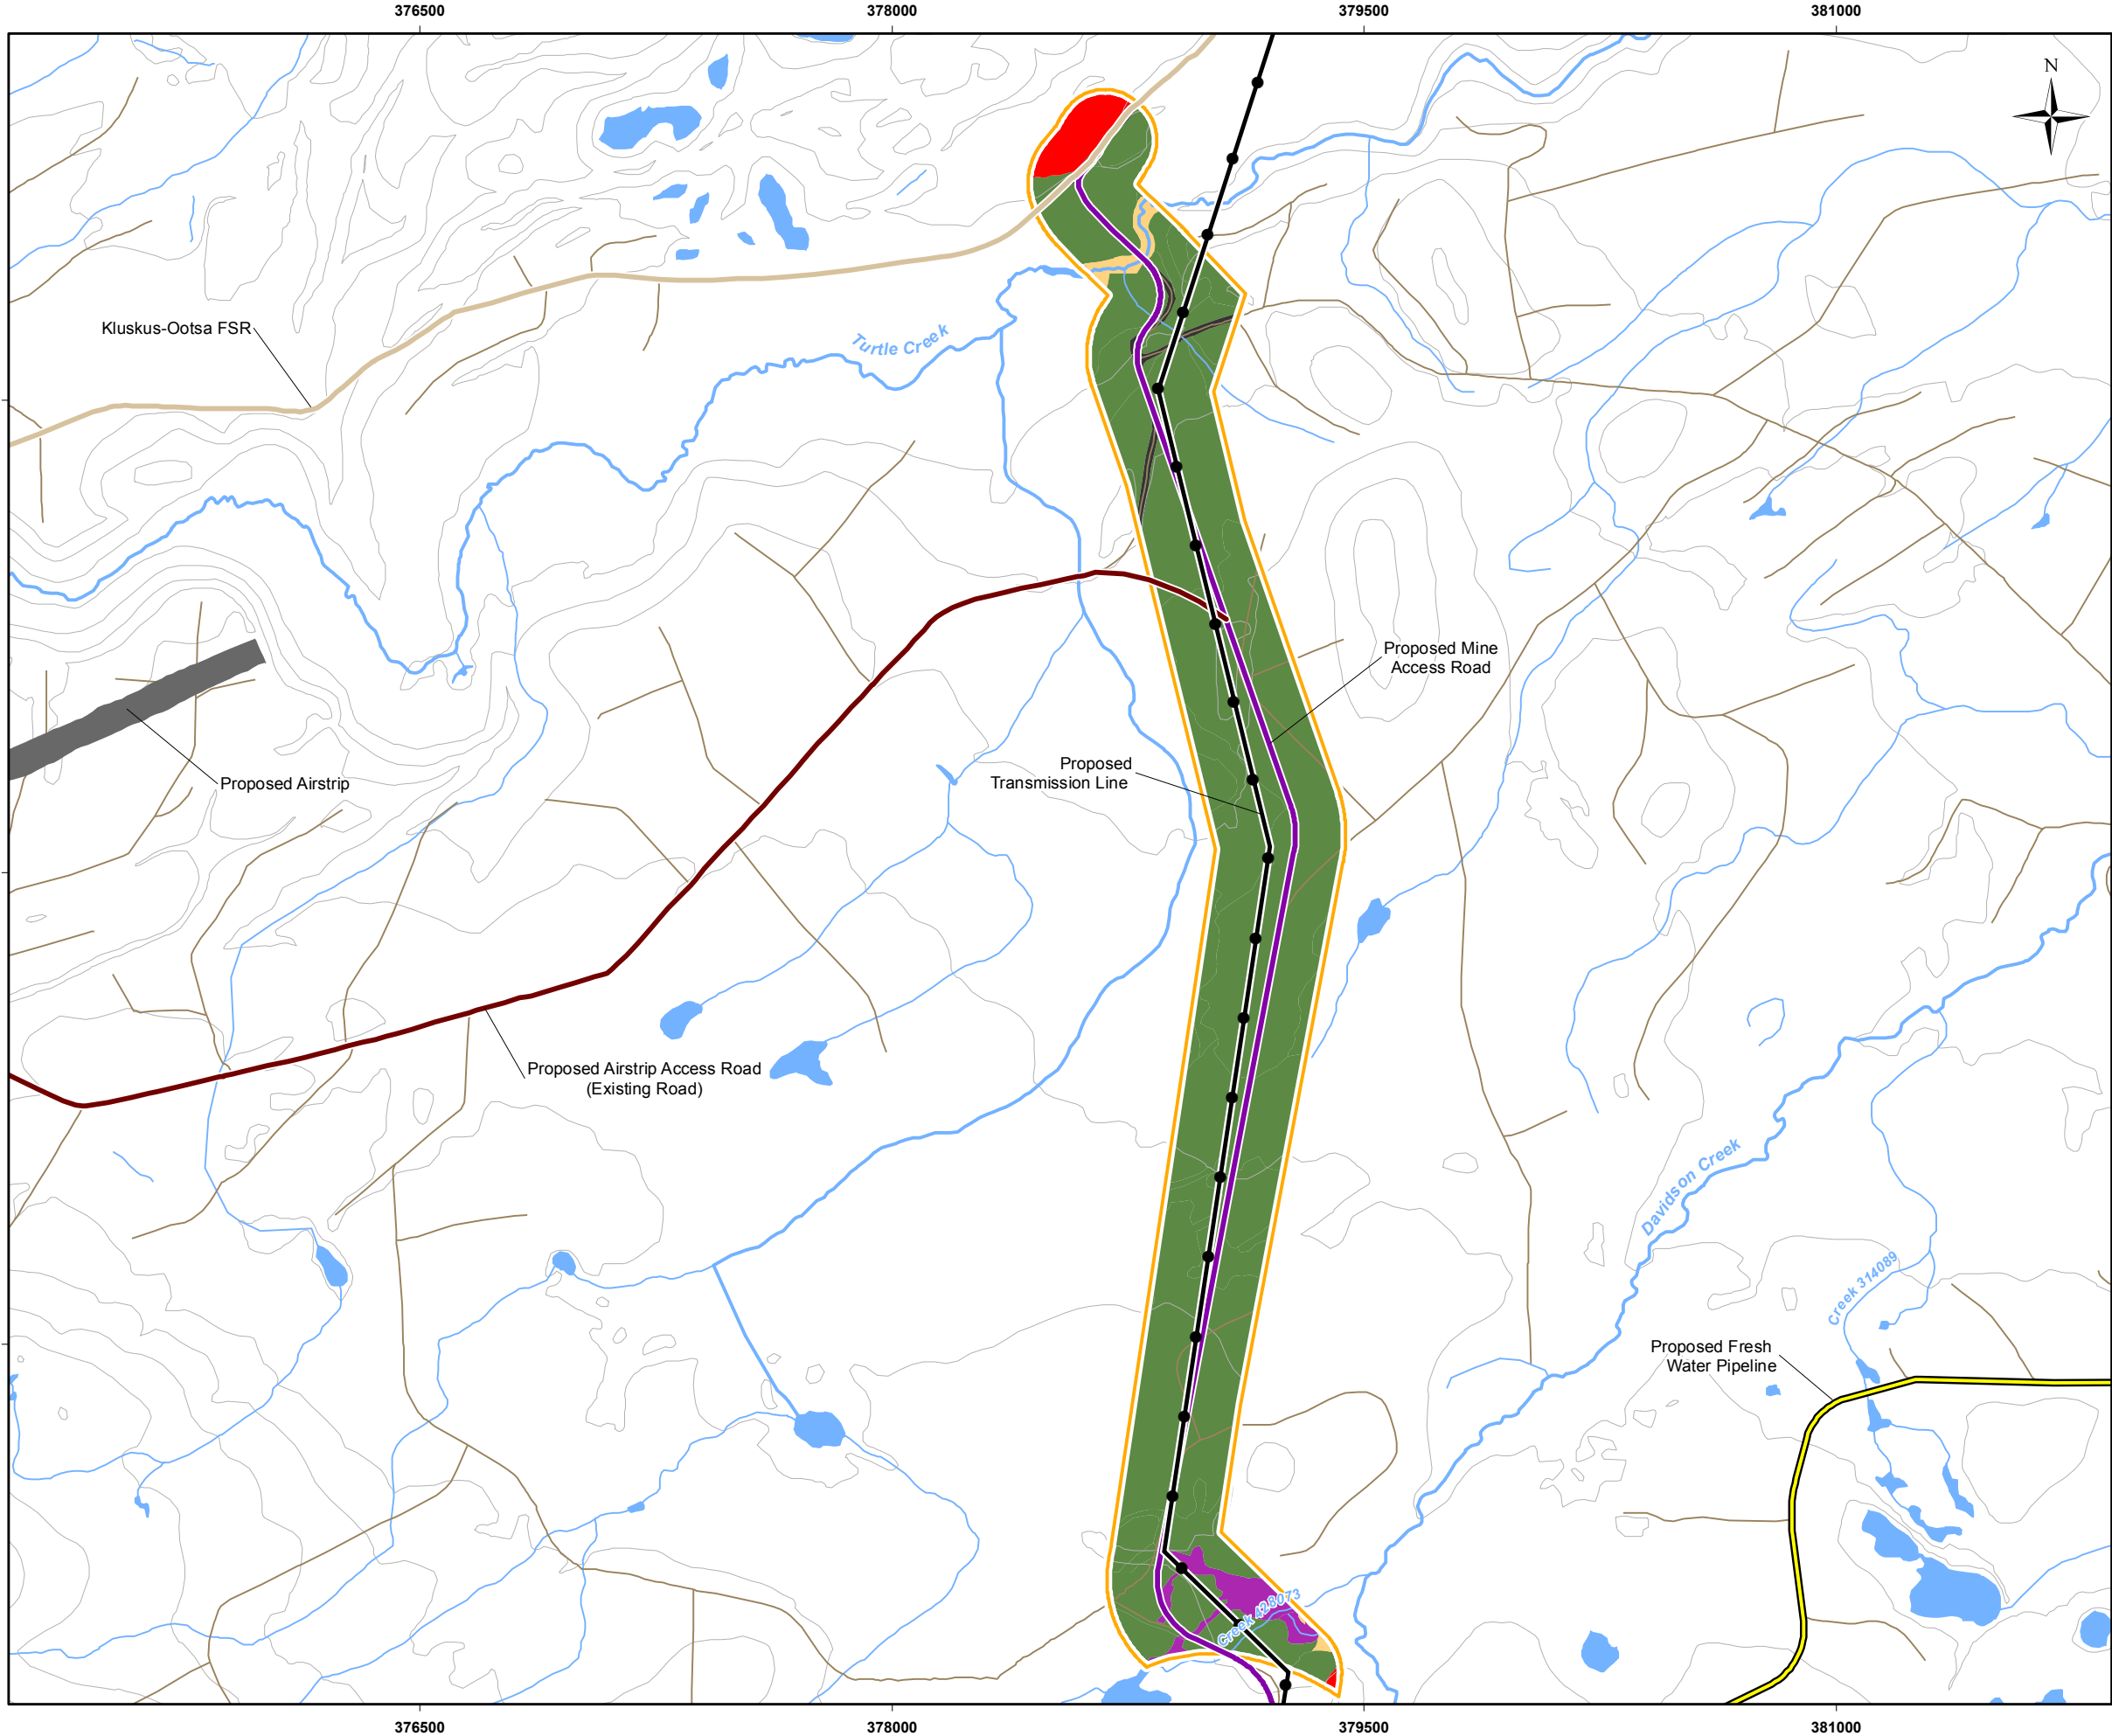 376500
378000
379500
381000
N
Kluskus-Ootsa FSR
Turtle Creek
Proposed Mine
Access Road
Proposed
Transmission Line
Proposed Airstrip
Proposed Airstrip Access Road
(Existing Road)
Davidson Creek
Creek 314089
Proposed Fresh
Water Pipeline
Creek 428073
376500
378000
379500
381000